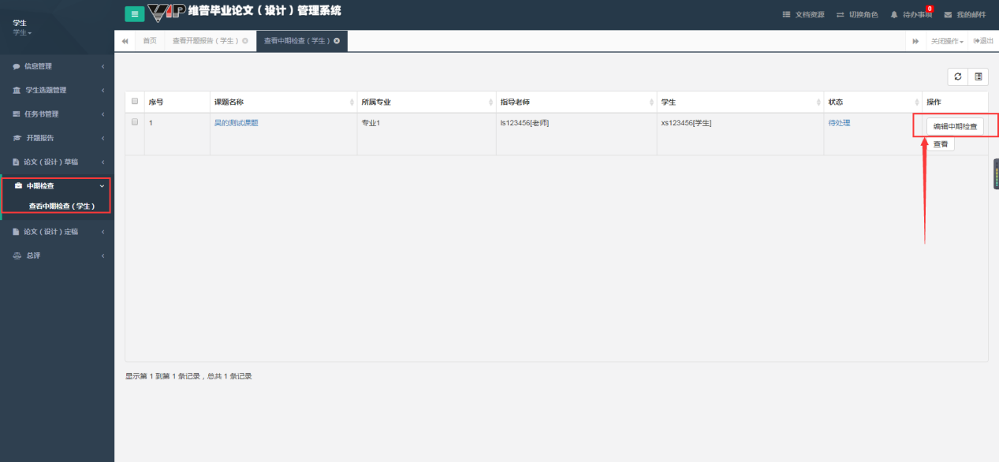 学生
学生
信息管理
学生选题管理
任务书管理
开题报告
论文（设计）草稿
中期检查
查看中期检查（学生）
论文（设计）定稿
总评
VIP 维普毕业论文（设计）管理系统
文档资源 切换角色 待办事项 0 我的邮件
首页 查看开题报告（学生） 查看中期检查（学生） 关闭操作 退出
序号 课题名称 所属专业 指导老师 学生 状态 操作
1 吴的测试课题 专业1 ls123456[老师] xs123456[学生] 待处理 编辑中期检查
查看
显示第 1 到第 1 条记录，总共 1 条记录